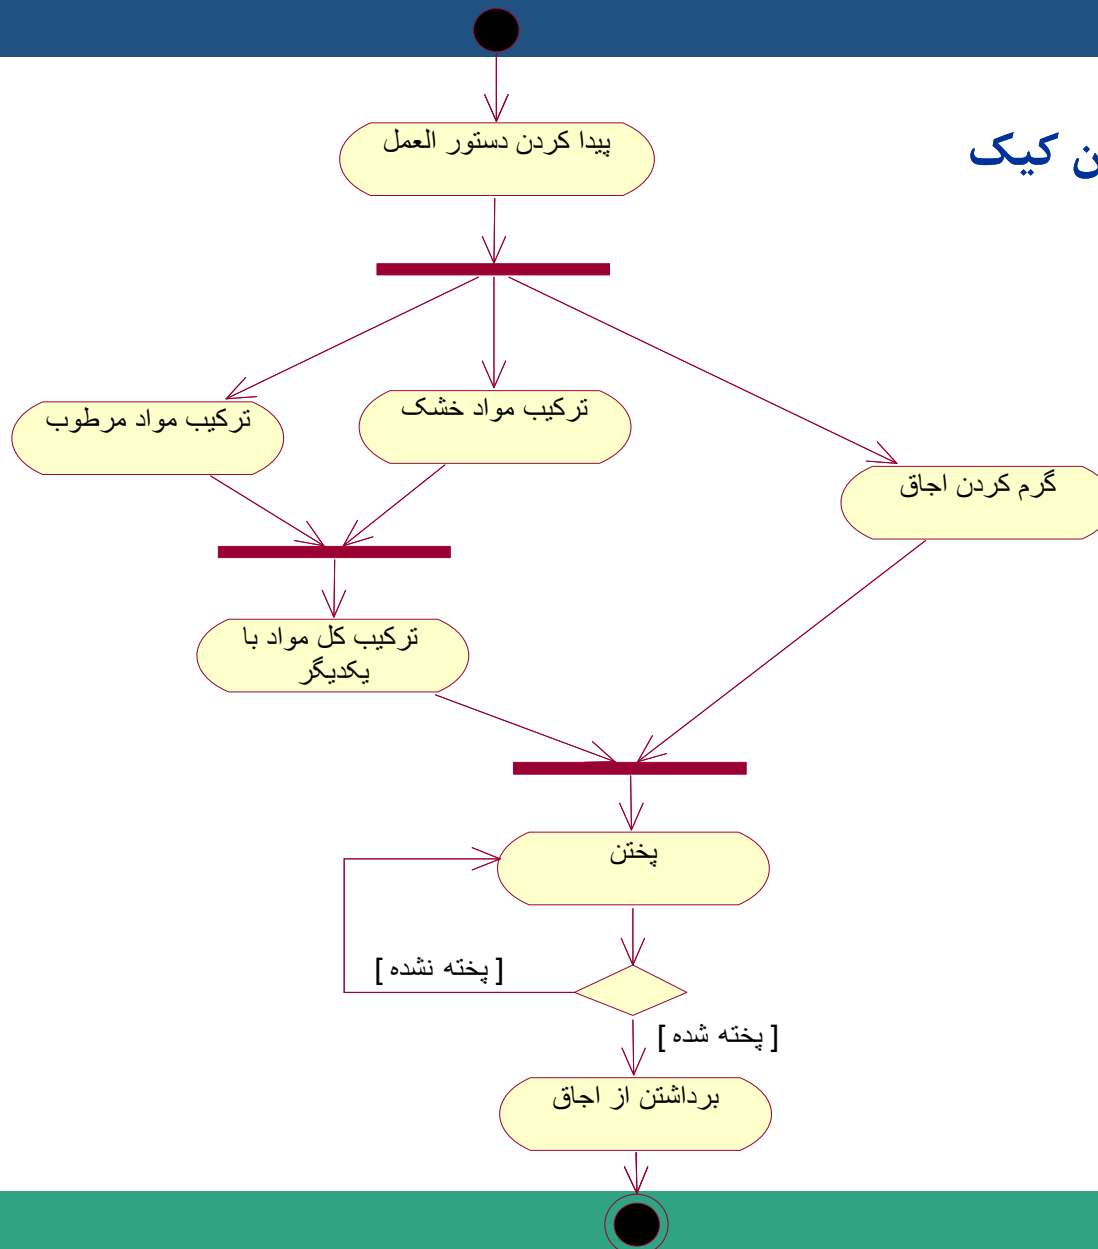 کیک
پیدا کردن دستور العمل
ترکیب مواد مرطوب
ترکیب مواد خشک
گرم کردن اجاق
ترکیب کل مواد با
یکدیگر
پختن
[ پخته نشده ]
[ پخته شده ]
برداشتن از اجاق